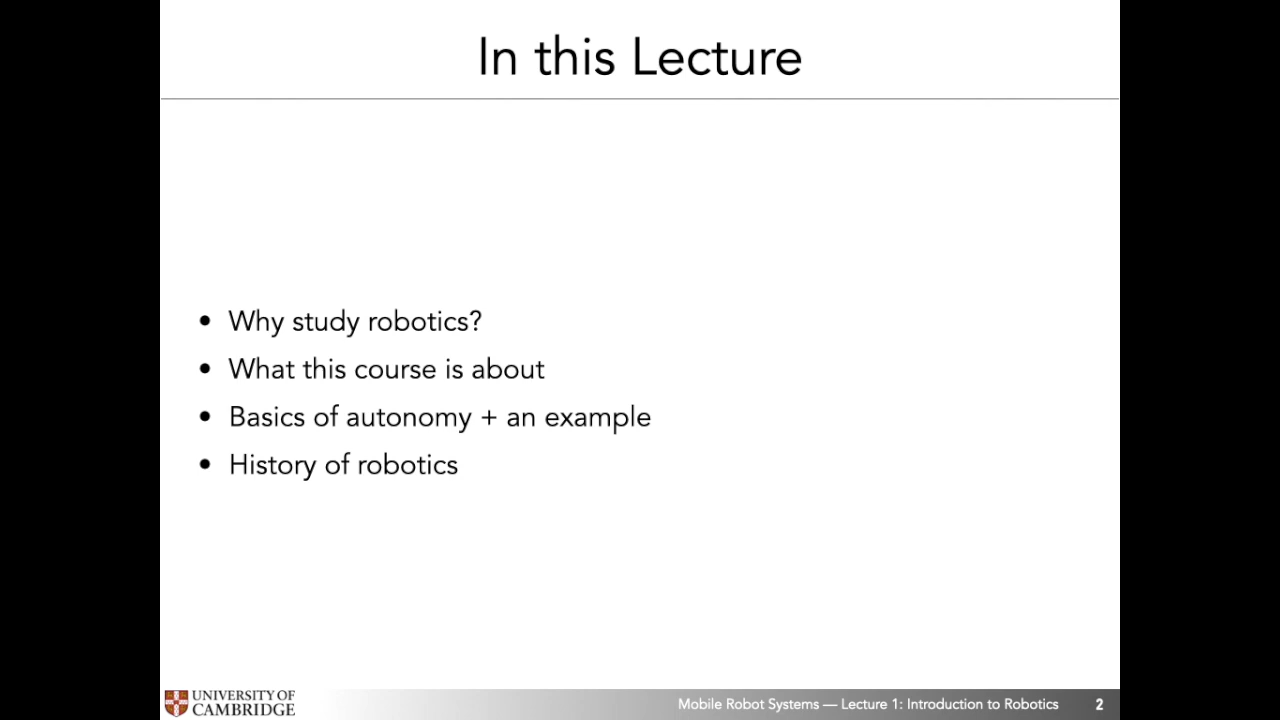 In this Lecture
• Why study robotics?
• What this course is about
• Basics of autonomy + an example
• History of robotics
UNIVERSITY OF
CAMBRIDGE
Mobile Robot Systems — Lecture 1: Introduction to Robotics 2